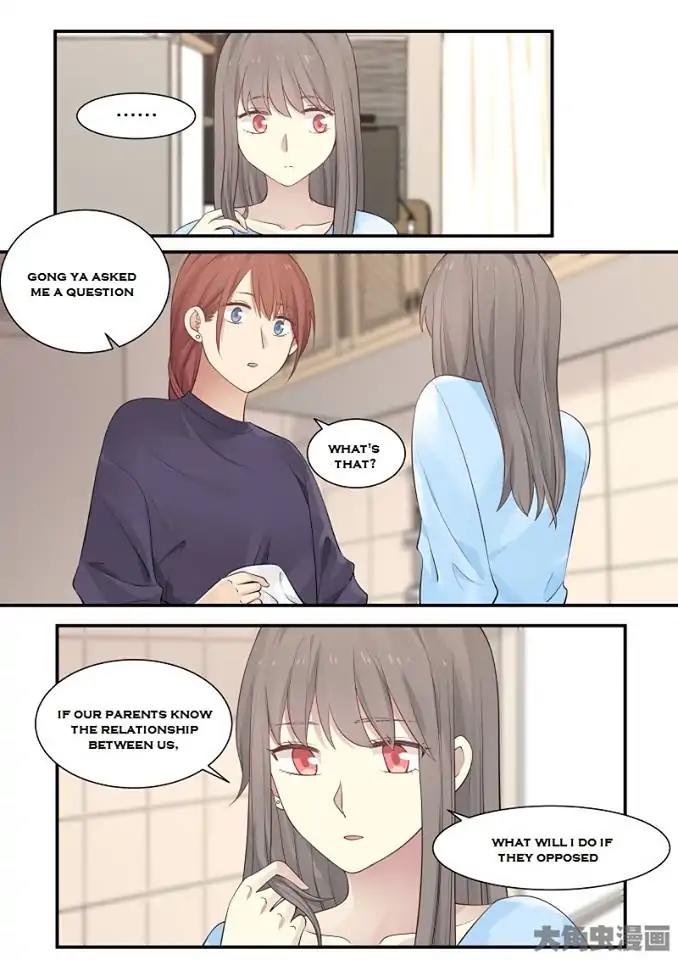 ......
GONG YA ASKED
ME A QUESTION
WHAT'S
THAT?
IF OUR PARENTS KNOW
THE RELATIONSHIP
BETWEEN US,
WHAT WILL I DO IF
THEY OPPOSED
大角虫漫画